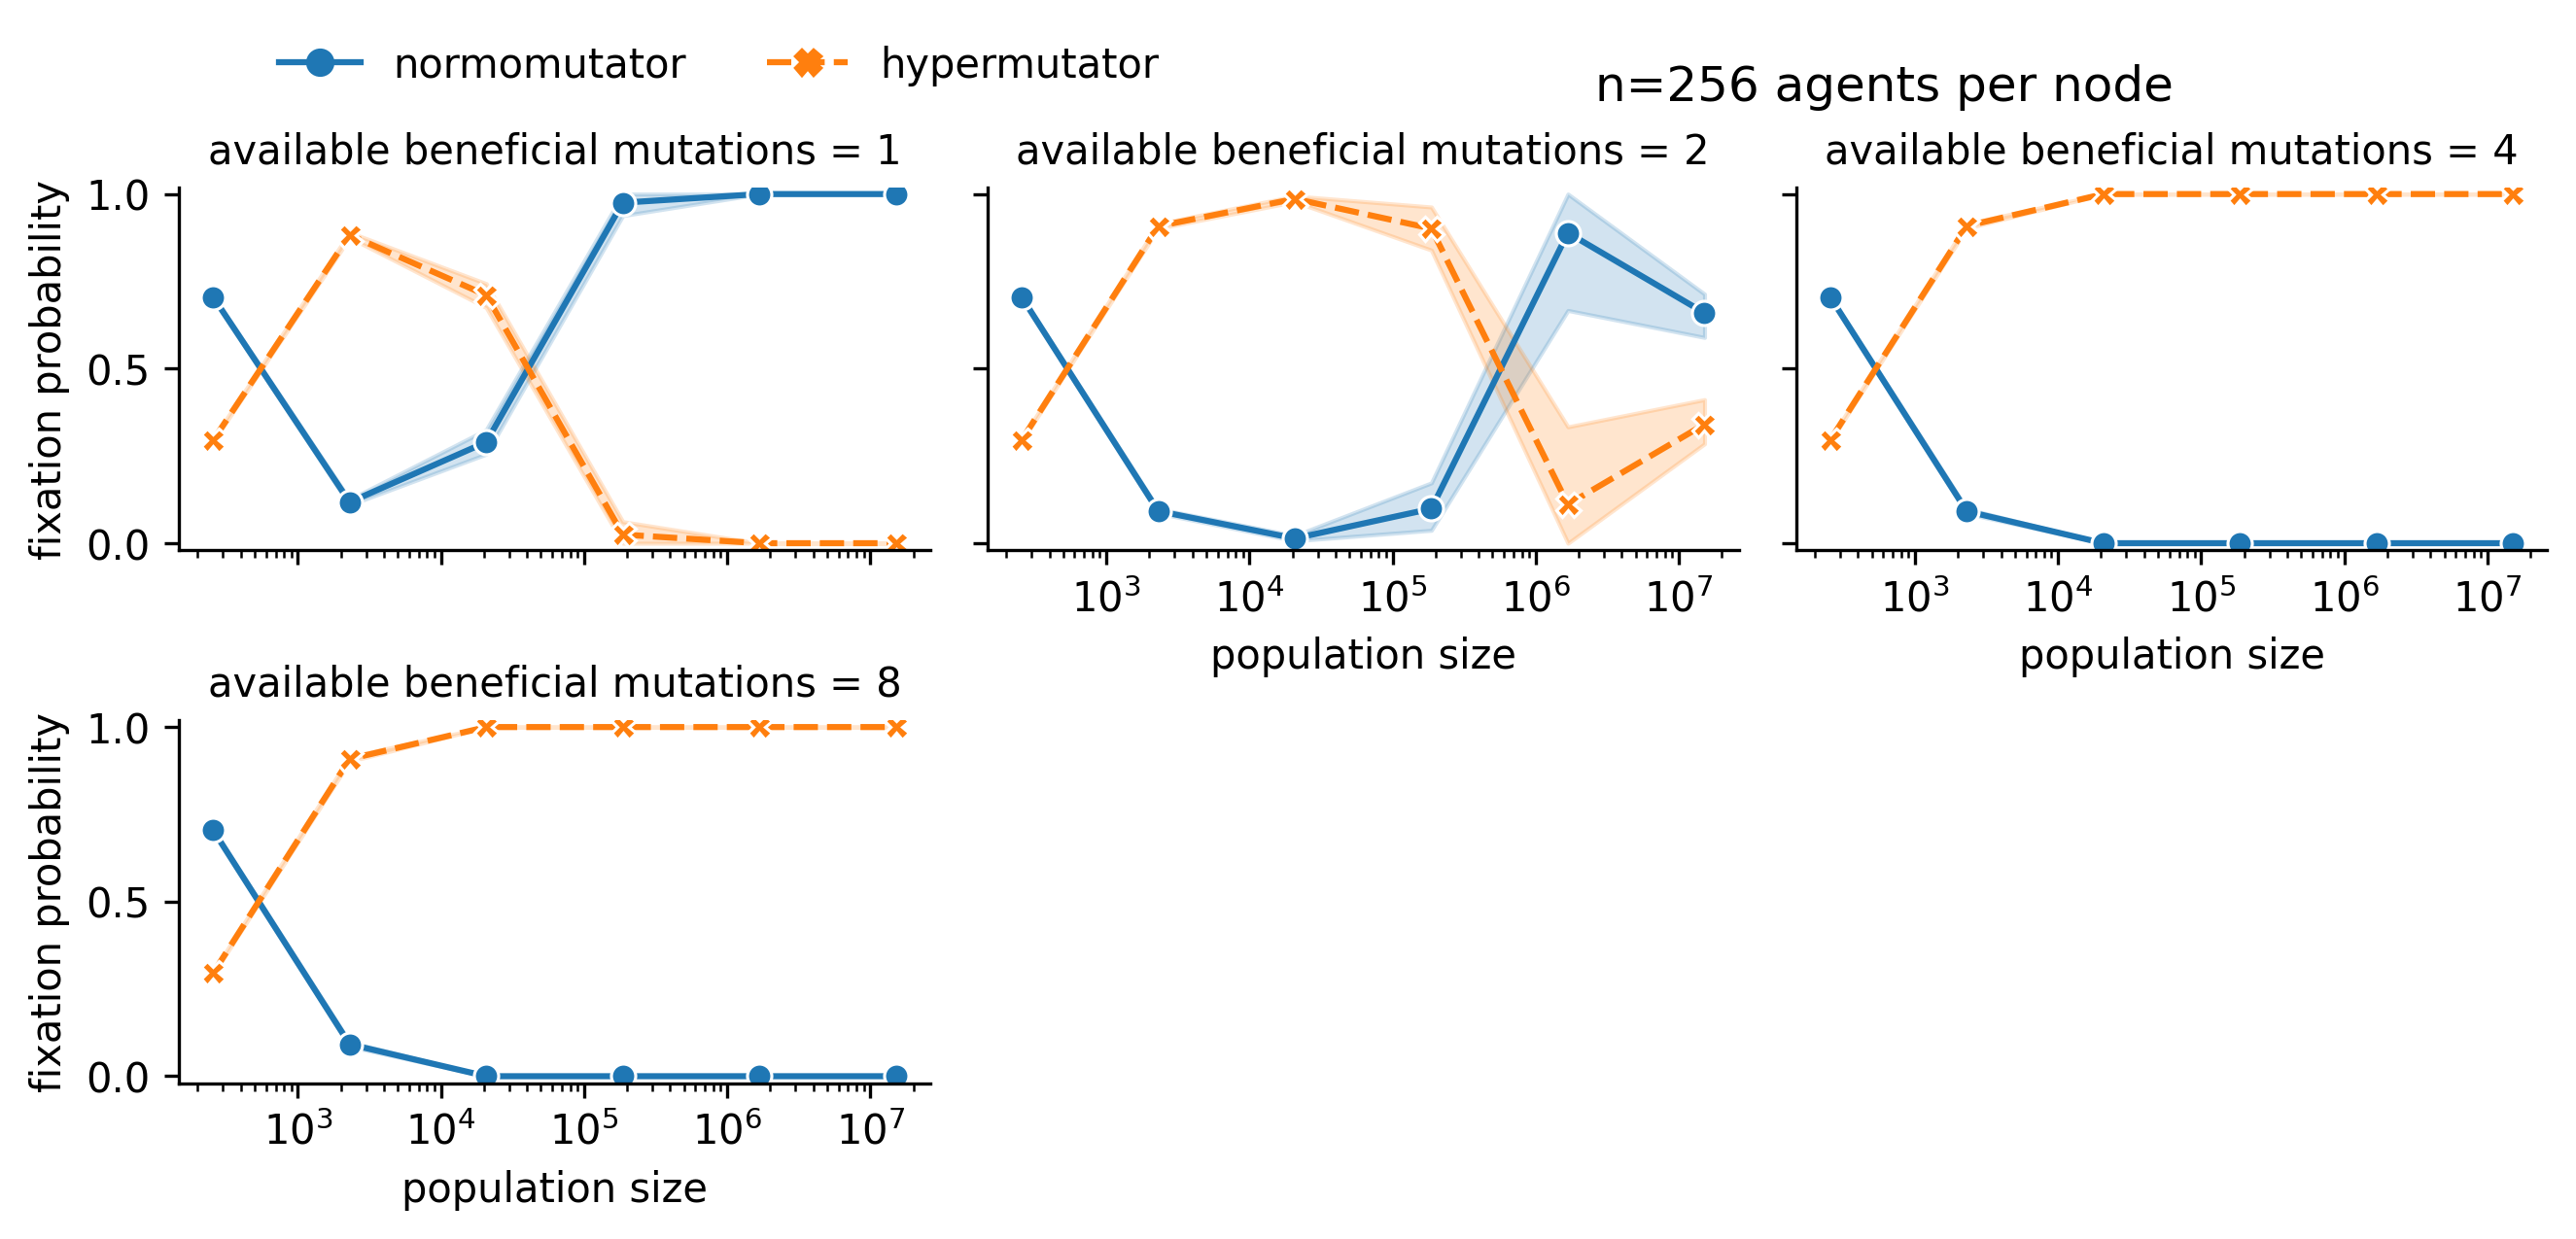 normomutator hypermutator
n=256 agents per node
available beneficial mutations = 1
available beneficial mutations = 2
available beneficial mutations = 4
fixation probability
1.0
0.5
0.0
10³ 10⁴ 10⁵ 10⁶ 10⁷
population size
10³ 10⁴ 10⁵ 10⁶ 10⁷
population size
available beneficial mutations = 8
fixation probability
1.0
0.5
0.0
10³ 10⁴ 10⁵ 10⁶ 10⁷
population size